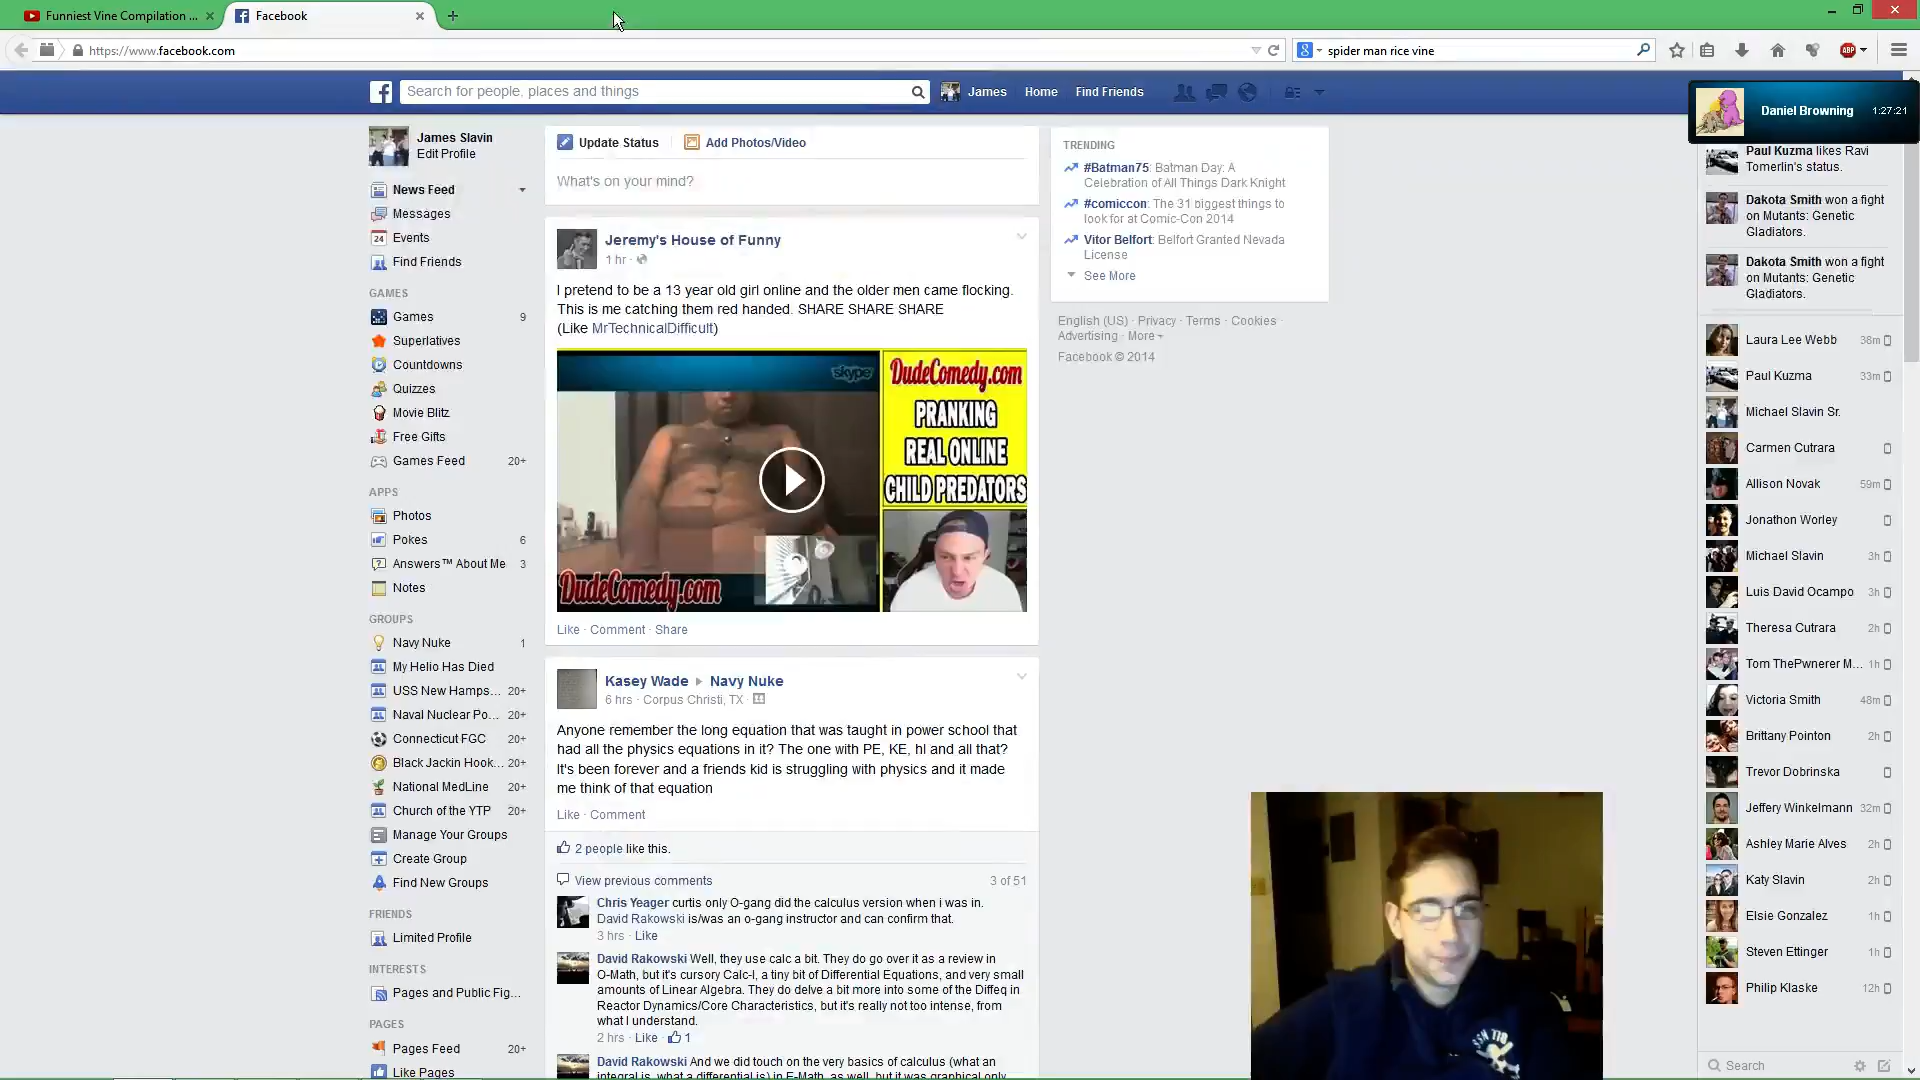 Funniest Vine Compilation ...
Facebook
https://www.facebook.com
spider man rice vine
ABP
Search for people, places and things
James
Home
Find Friends
Daniel Browning
1:27:21
James Slavin
Edit Profile
News Feed
Messages
24 Events
Find Friends
GAMES
Games 9
Superlatives
Countdowns
Quizzes
Movie Blitz
Free Gifts
Games Feed 20+
APPS
Photos
Pokes 6
Answers™ About Me 3
Notes
GROUPS
Navy Nuke 1
My Helio Has Died
USS New Hamps... 20+
Naval Nuclear Po... 20+
Connecticut FGC 20+
Black Jackin Hook... 20+
National MedLine 20+
Church of the YTP 20+
Manage Your Groups
Create Group
Find New Groups
FRIENDS
Limited Profile
INTERESTS
Pages and Public Fig...
PAGES
Pages Feed 20+
Like Pages
Update Status
Add Photos/Video
What's on your mind?
Jeremy's House of Funny
1 hr ·
I pretend to be a 13 year old girl online and the older men came flocking.
This is me catching them red handed. SHARE SHARE SHARE
(Like MrTechnicalDifficult)
skype
DudeComedy.com
PRANKING
REAL ONLINE
CHILD PREDATORS
DudeComedy.com
Like · Comment · Share
Kasey Wade ▸ Navy Nuke
6 hrs · Corpus Christi, TX ·
Anyone remember the long equation that was taught in power school that
had all the physics equations in it? The one with PE, KE, hl and all that?
It's been forever and a friends kid is struggling with physics and it made
me think of that equation
Like · Comment
2 people like this.
View previous comments 3 of 51
Chris Yeager curtis only O-gang did the calculus version when i was in.
David Rakowski is/was an o-gang instructor and can confirm that.
3 hrs · Like
David Rakowski Well, they use calc a bit. They do go over it as a review in
O-Math, but it's cursory Calc-I, a tiny bit of Differential Equations, and very small
amounts of Linear Algebra. They do delve a bit more into some of the Diffeq in
Reactor Dynamics/Core Characteristics, but it's really not too intense, from
what I understand.
2 hrs · Like · 1
David Rakowski And we did touch on the very basics of calculus (what an
integral is, what a differential is) in E-Math, as well, but it was graphical only
TRENDING
#Batman75: Batman Day: A
Celebration of All Things Dark Knight
#comiccon: The 31 biggest things to
look for at Comic-Con 2014
Vitor Belfort: Belfort Granted Nevada
License
See More
English (US) · Privacy · Terms · Cookies ·
Advertising · More
Facebook © 2014
Paul Kuzma likes Ravi
Tomerlin's status.
Dakota Smith won a fight
on Mutants: Genetic
Gladiators.
Dakota Smith won a fight
on Mutants: Genetic
Gladiators.
Laura Lee Webb 38m
Paul Kuzma 33m
Michael Slavin Sr.
Carmen Cutrara
Allison Novak 59m
Jonathon Worley
Michael Slavin 3h
Luis David Ocampo 3h
Theresa Cutrara 2h
Tom ThePwnerer M... 1h
Victoria Smith 48m
Brittany Pointon 2h
Trevor Dobrinska
Jeffery Winkelmann 32m
Ashley Marie Alves 2h
Katy Slavin 2h
Elsie Gonzalez 1h
Steven Ettinger 1h
Philip Klaske 12h
Search